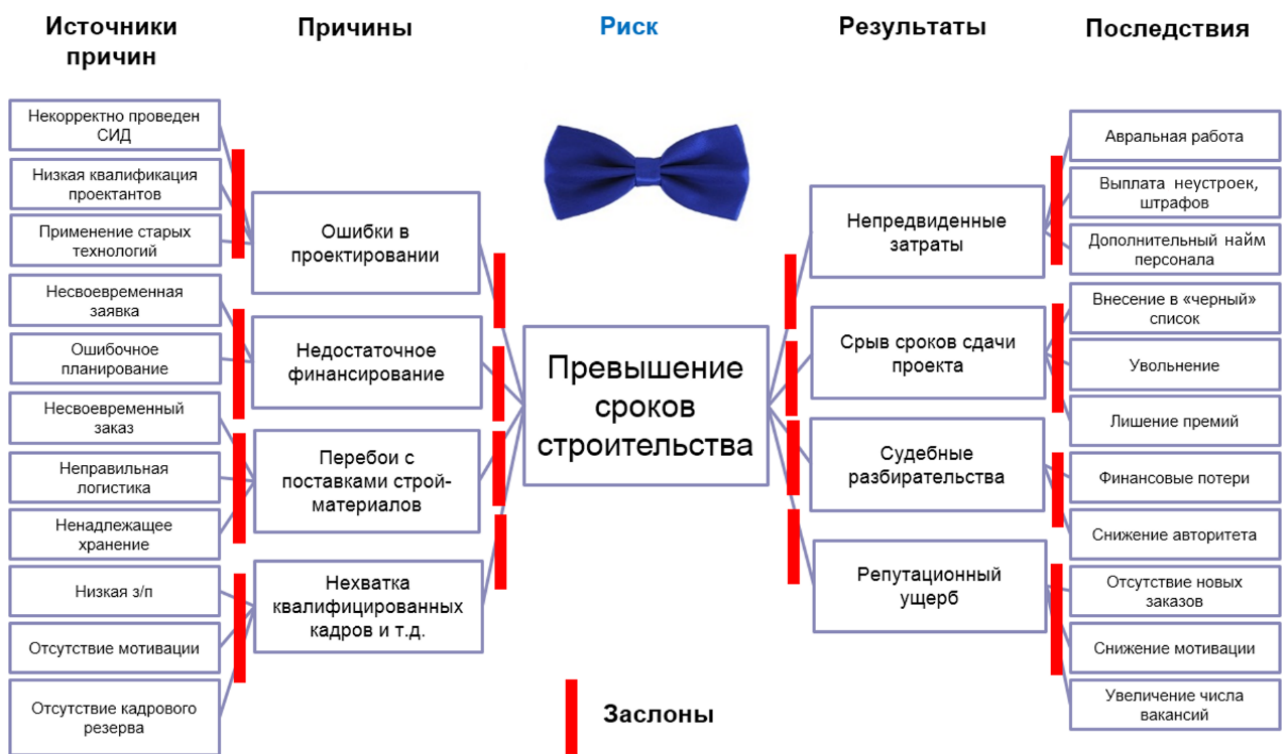 Источники
причин
Причины
Риск
Результаты
Последствия
Некорректно проведен
СИД
Низкая квалификация
проектантов
Применение старых
технологий
Несвоевременная
заявка
Ошибочное
планирование
Несвоевременный
заказ
Неправильная
логистика
Ненадлежащее
хранение
Низкая з/п
Отсутствие мотивации
Отсутствие кадрового
резерва
Ошибки в
проектировании
Недостаточное
финансирование
Перебои с
поставками строй-
материалов
Нехватка
квалифицированных
кадров и т.д.
Превышение
сроков
строительства
Непредвиденные
затраты
Срыв сроков сдачи
проекта
Судебные
разбирательства
Репутационный
ущерб
Авральная работа
Выплата неустроек,
штрафов
Дополнительный найм
персонала
Внесение в «черный»
список
Увольнение
Лишение премий
Финансовые потери
Снижение авторитета
Отсутствие новых
заказов
Снижение мотивации
Увеличение числа
вакансий
Заслоны